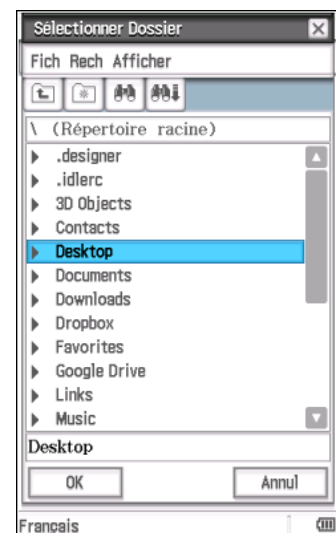 Sélectionner Dossier
Fich Rech Afficher
\ (Répertoire racine)
.designer
.idlerc
3D Objects
Contacts
Desktop
Documents
Downloads
Dropbox
Favorites
Google Drive
Links
Music
Desktop
OK Annul
Français